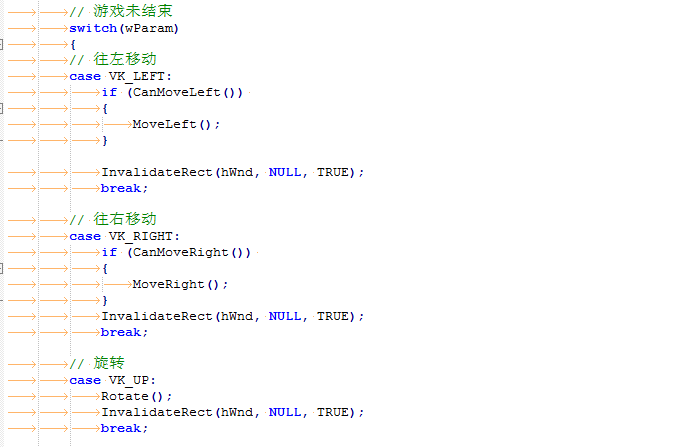 // 游戏未结束
switch(wParam)
{
// 往左移动
case VK_LEFT:
if (CanMoveLeft())
{
MoveLeft();
}
InvalidateRect(hWnd, NULL, TRUE);
break;
// 往右移动
case VK_RIGHT:
if (CanMoveRight())
{
MoveRight();
}
InvalidateRect(hWnd, NULL, TRUE);
break;
// 旋转
case VK_UP:
Rotate();
InvalidateRect(hWnd, NULL, TRUE);
break;